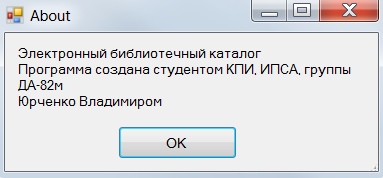 About
Электронный библиотечный каталог
Программа создана студентом КПИ, ИПСА, группы
ДА-82м
Юрченко Владимиром
OK